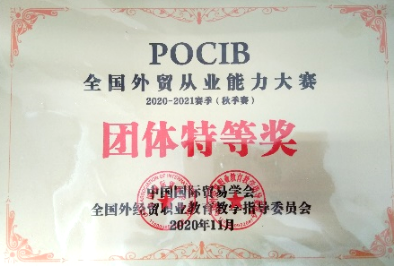 POCIB
全国外贸从业能力大赛
2020-2021赛季（秋季赛）
团体特等奖
中国国际贸易学会
全国外经贸职业教育教学指导委员会
2020年11月